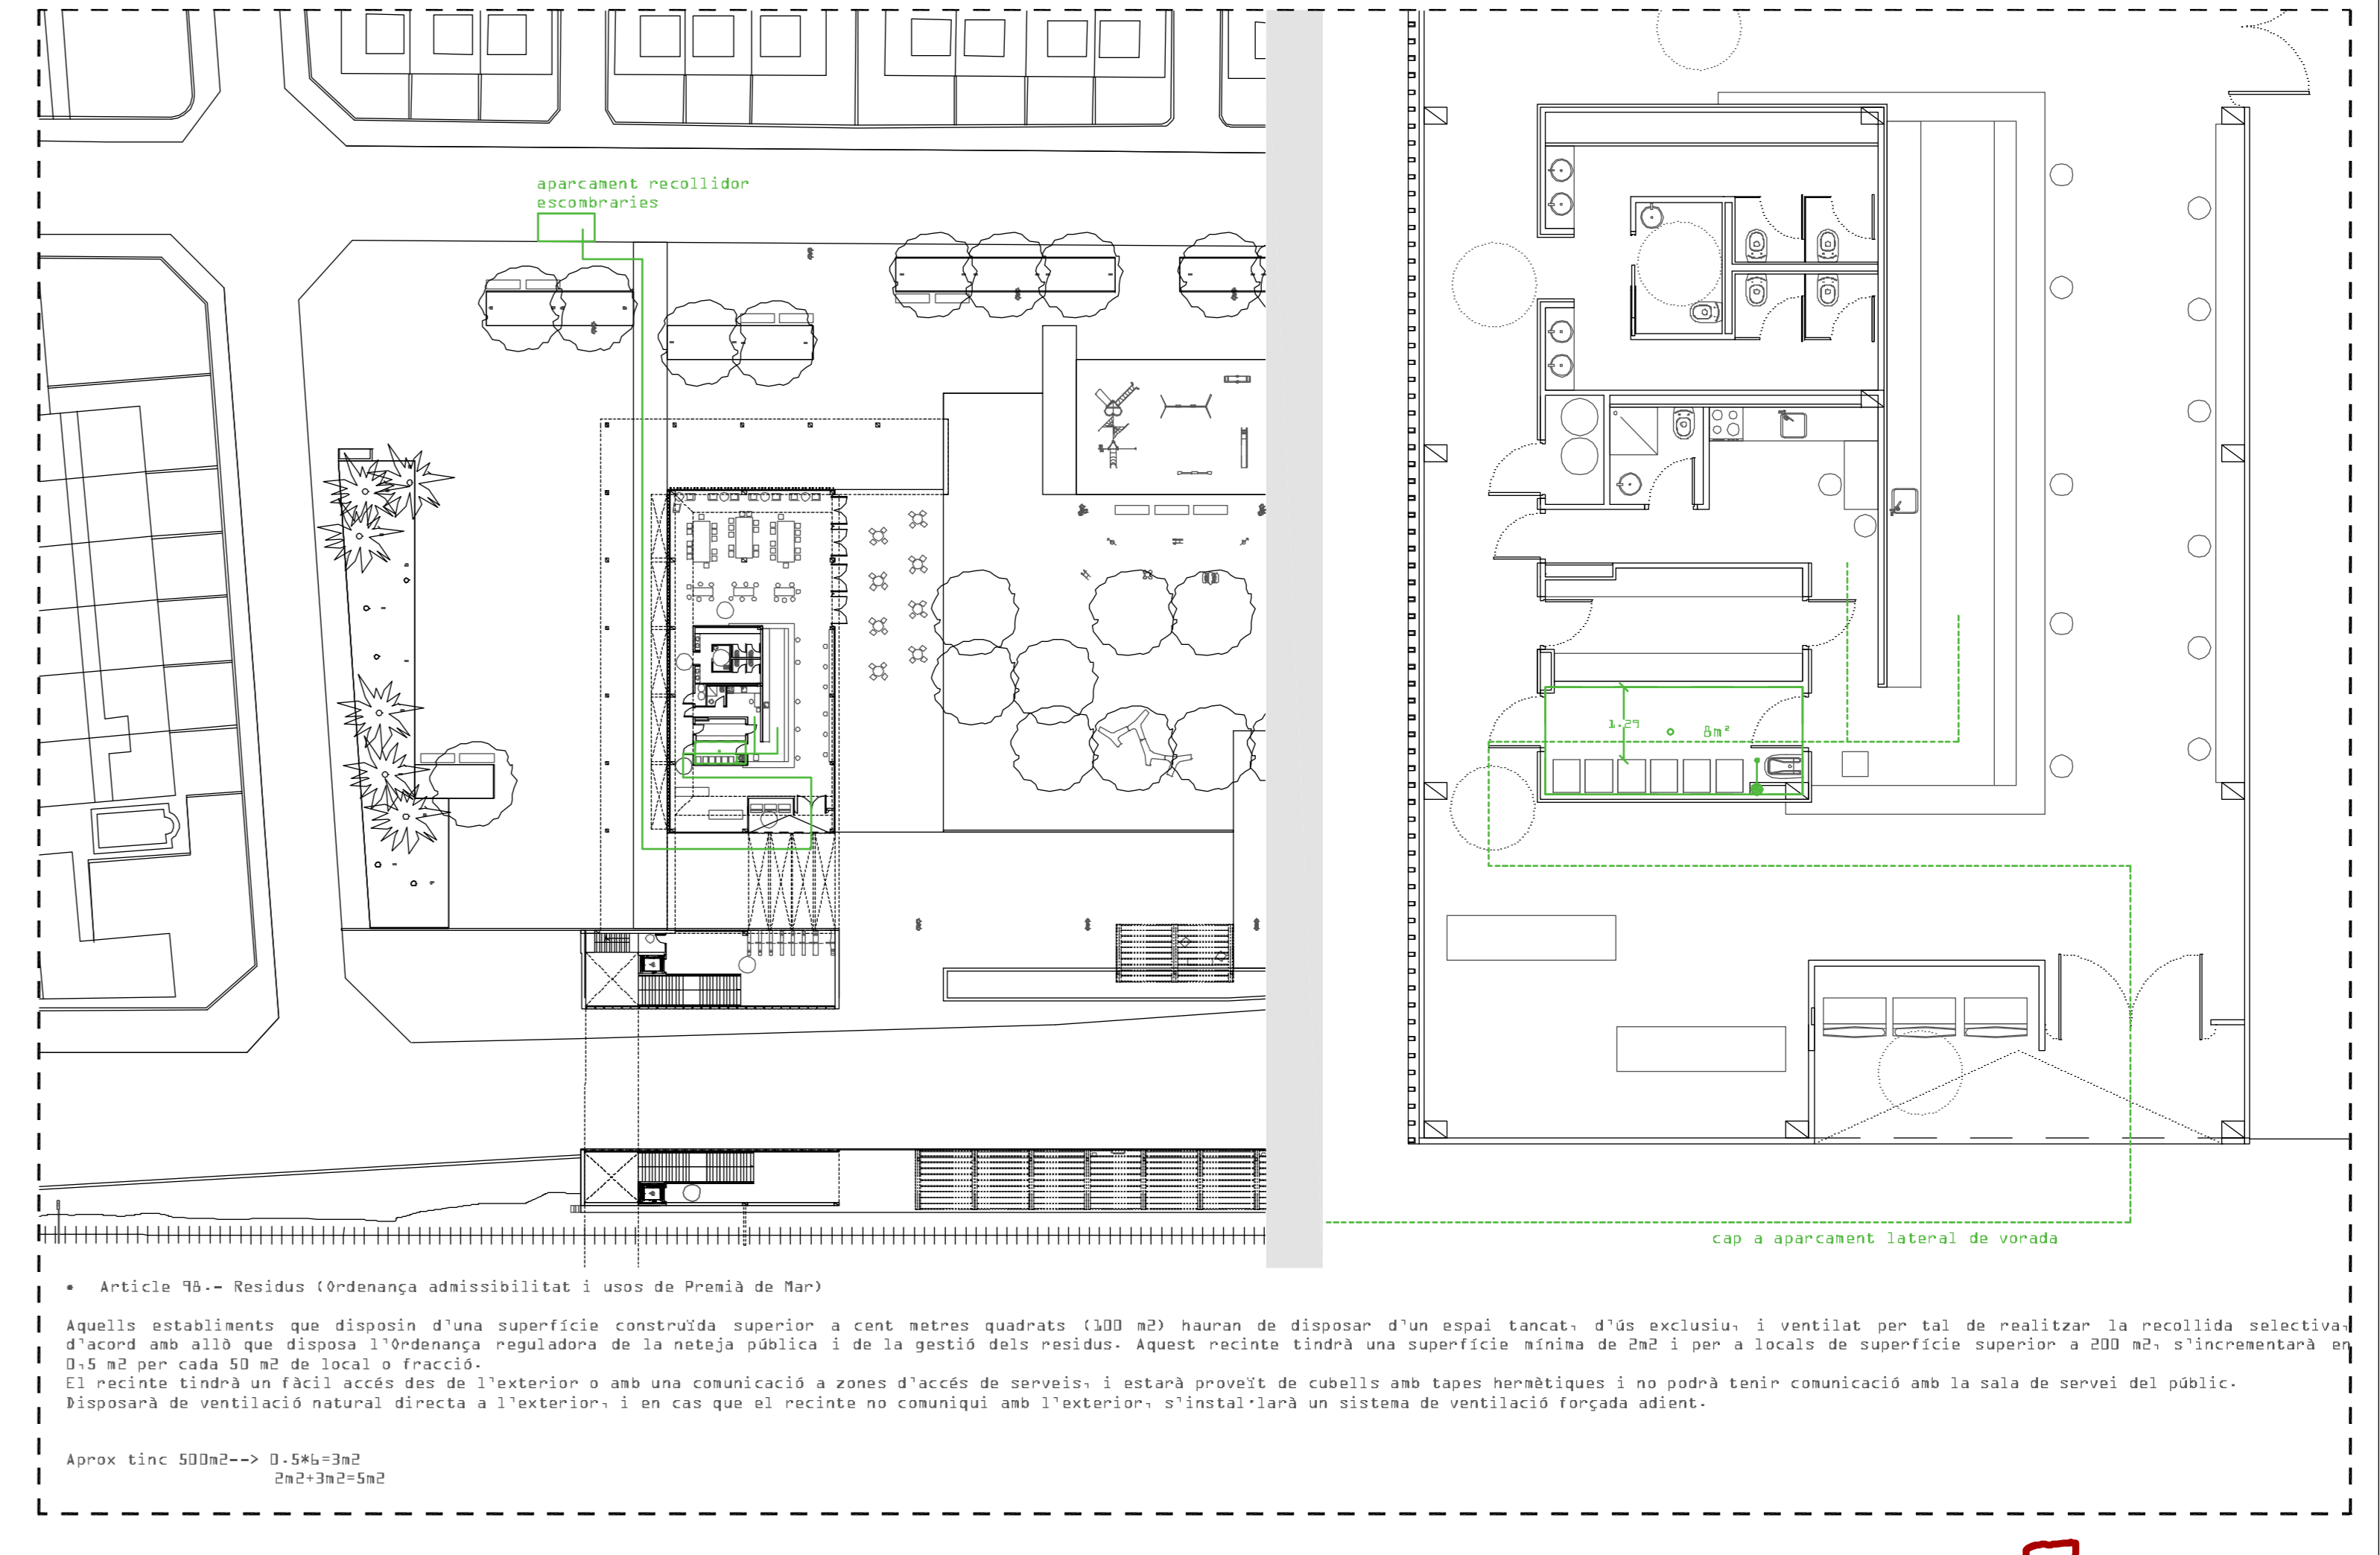 aparcament recollidor
escombraries
1.29
8m²
cap a aparcament lateral de vorada
• Article 96.- Residus (Ordenança admissibilitat i usos de Premià de Mar)
Aquells establiments que disposin d'una superfície construïda superior a cent metres quadrats (100 m2) hauran de disposar d'un espai tancat, d'ús exclusiu, i ventilat per tal de realitzar la recollida selectiva,
d'acord amb allò que disposa l'Ordenança reguladora de la neteja pública i de la gestió dels residus. Aquest recinte tindrà una superfície mínima de 2m2 i per a locals de superfície superior a 200 m2, s'incrementarà en
0,5 m2 per cada 50 m2 de local o fracció.
El recinte tindrà un fàcil accés des de l'exterior o amb una comunicació a zones d'accés de serveis, i estarà proveït de cubells amb tapes hermètiques i no podrà tenir comunicació amb la sala de servei del públic.
Disposarà de ventilació natural directa a l'exterior, i en cas que el recinte no comuniqui amb l'exterior, s'instal·larà un sistema de ventilació forçada adient.
Aprox tinc 500m2--> 0.5*6=3m2
2m2+3m2=5m2